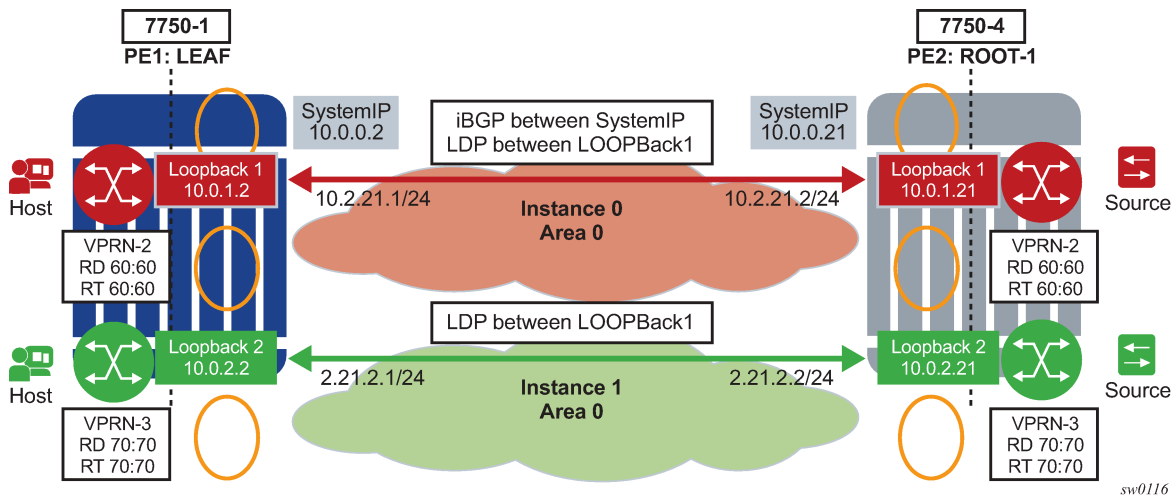 7750-1
PE1: LEAF
7750-4
PE2: ROOT-1
SystemIP
10.0.0.2
iBGP between SystemIP
LDP between LOOPBack1
SystemIP
10.0.0.21
Host
Loopback 1
10.0.1.2
10.2.21.1/24
10.2.21.2/24
Loopback 1
10.0.1.21
Source
Instance 0
Area 0
VPRN-2
RD 60:60
RT 60:60
VPRN-2
RD 60:60
RT 60:60
LDP between LOOPBack1
Host
Loopback 2
10.0.2.2
2.21.2.1/24
2.21.2.2/24
Loopback 2
10.0.2.21
Source
Instance 1
Area 0
VPRN-3
RD 70:70
RT 70:70
VPRN-3
RD 70:70
RT 70:70
sw0116